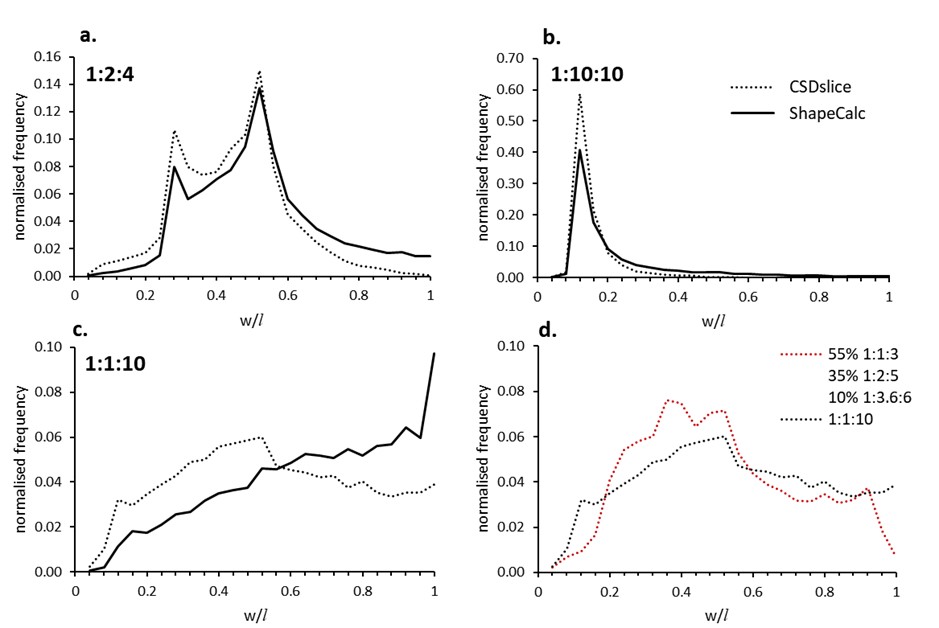 a.
1:2:4
normalised frequency
0.16
0.14
0.12
0.10
0.08
0.06
0.04
0.02
0.00
0 0.2 0.4 0.6 0.8 1
w/l
b.
1:10:10
CSDslice
ShapeCalc
normalised frequency
0.70
0.60
0.50
0.40
0.30
0.20
0.10
0.00
0 0.2 0.4 0.6 0.8 1
w/l
c.
1:1:10
normalised frequency
0.10
0.08
0.06
0.04
0.02
0.00
0 0.2 0.4 0.6 0.8 1
w/l
d.
55% 1:1:3
35% 1:2:5
10% 1:3.6:6
1:1:10
normalised frequency
0.10
0.08
0.06
0.04
0.02
0.00
0 0.2 0.4 0.6 0.8 1
w/l